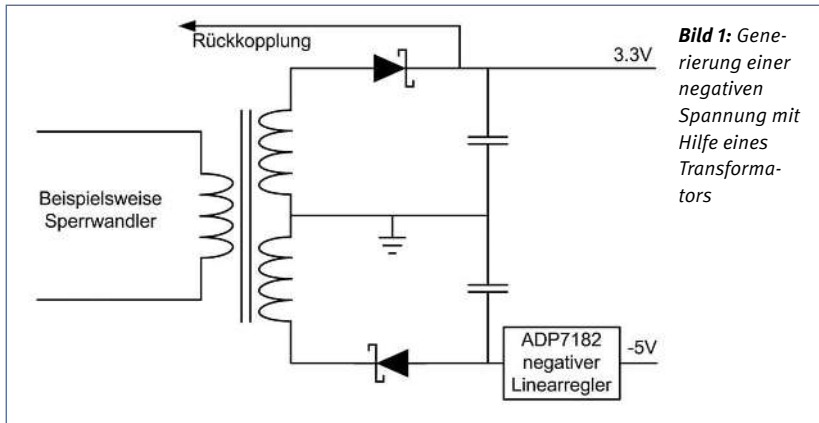 Rückkopplung
3.3V
Beispielsweise
Sperrwandler
ADP7182
negativer
Linearregler
-5V
Bild 1: Gene-
rierung einer
negativen
Spannung mit
Hilfe eines
Transforma-
tors